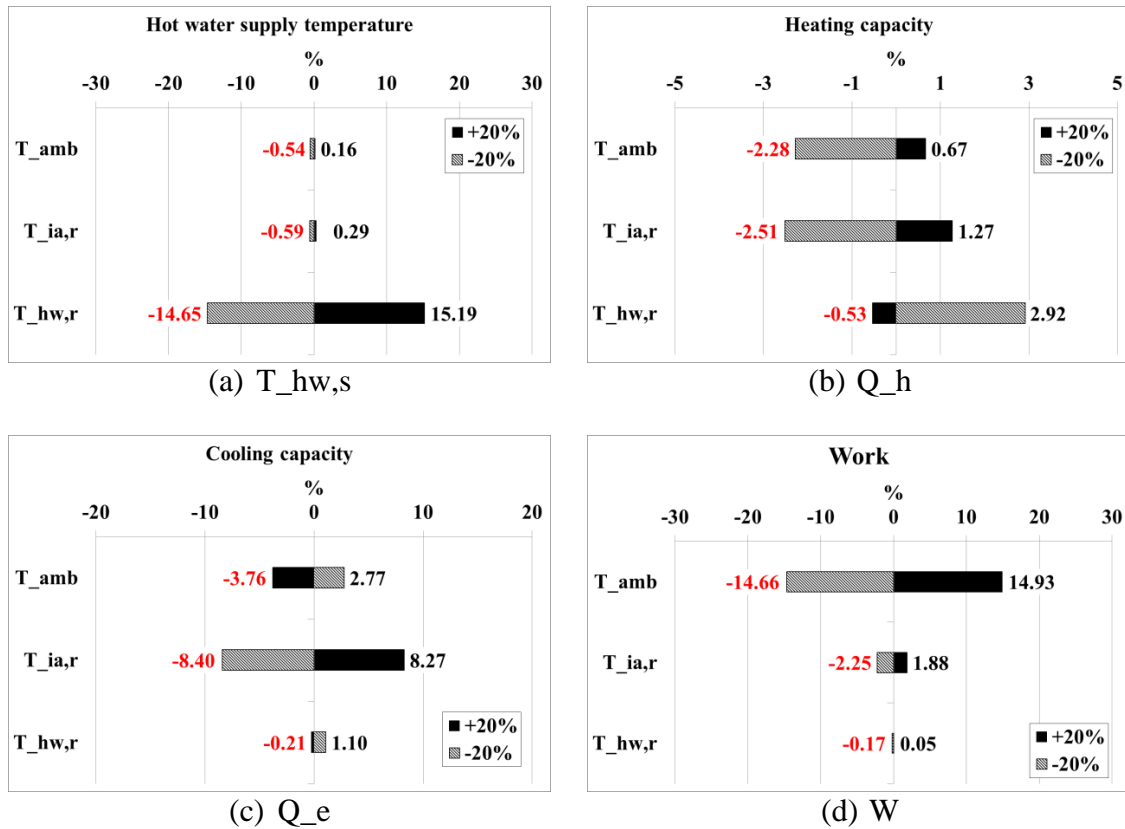 Hot water supply temperature
%
-30 -20 -10 0 10 20 30
+20%
-20%
T_amb -0.54 0.16
T_ia,r -0.59 0.29
T_hw,r -14.65 15.19
(a) T_hw,s
Heating capacity
%
-5 -3 -1 1 3 5
+20%
-20%
T_amb -2.28 0.67
T_ia,r -2.51 1.27
T_hw,r -0.53 2.92
(b) Q_h
Cooling capacity
%
-20 -10 0 10 20
T_amb -3.76 2.77
T_ia,r -8.40 8.27
T_hw,r -0.21 1.10
+20%
-20%
(c) Q_e
Work
%
-30 -20 -10 0 10 20 30
T_amb -14.66 14.93
T_ia,r -2.25 1.88
T_hw,r -0.17 0.05
+20%
-20%
(d) W